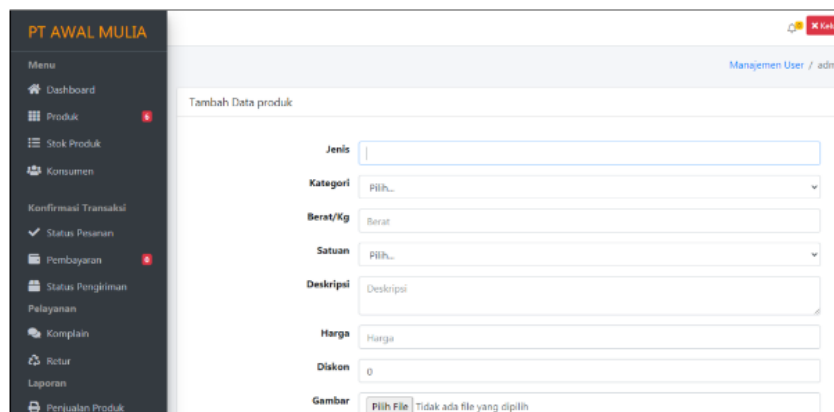 PT AWAL MULIA
Menu
Dashboard
Produk 6
Stok Produk
Konsumen
Konfirmasi Transaksi
Status Pesanan
Pembayaran 0
Status Pengiriman
Pelayanan
Komplain
Retur
Laporan
Penjualan Produk
Manajemen User /
Tambah Data produk
Jenis
Kategori Pilih...
Berat/Kg Berat
Satuan Pilih...
Deskripsi Deskripsi
Harga Harga
Diskon 0
Gambar Pilih File Tidak ada file yang dipilih